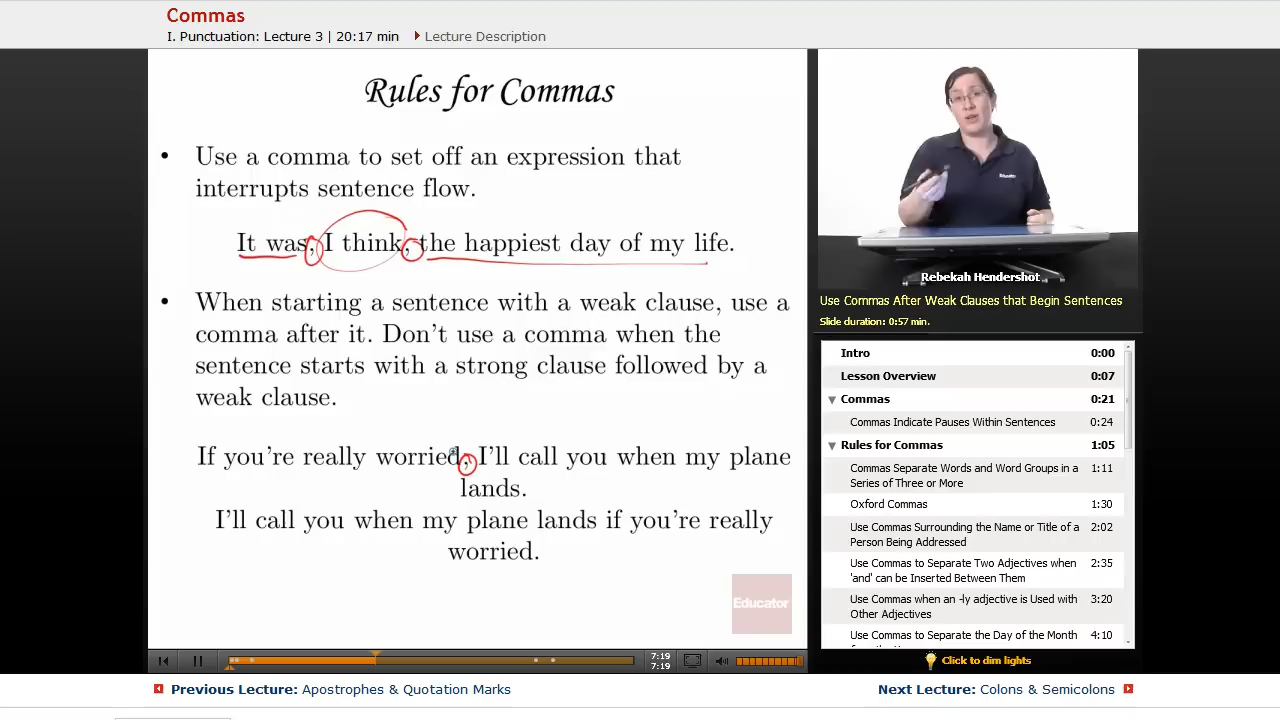 Commas
I. Punctuation: Lecture 3 | 20:17 min
Lecture Description
Rules for Commas
• Use a comma to set off an expression that
interrupts sentence flow.
It was, I think, the happiest day of my life.
• When starting a sentence with a weak clause, use a
comma after it. Don't use a comma when the
sentence starts with a strong clause followed by a
weak clause.
If you're really worried, I'll call you when my plane
lands.
I'll call you when my plane lands if you're really
worried.
Educator
Educator
Rebekah Hendershot
Use Commas After Weak Clauses that Begin Sentences
Slide duration: 0:57 min.
Intro 0:00
Lesson Overview 0:07
Commas 0:21
Commas Indicate Pauses Within Sentences 0:24
Rules for Commas 1:05
Commas Separate Words and Word Groups in a 1:11
Series of Three or More
Oxford Commas 1:30
Use Commas Surrounding the Name or Title of a 2:02
Person Being Addressed
Use Commas to Separate Two Adjectives when 2:35
'and' can be Inserted Between Them
Use Commas when an -ly adjective is Used with 3:20
Other Adjectives
Use Commas to Separate the Day of the Month 4:10
7:19
7:19
Click to dim lights
Previous Lecture: Apostrophes & Quotation Marks
Next Lecture: Colons & Semicolons